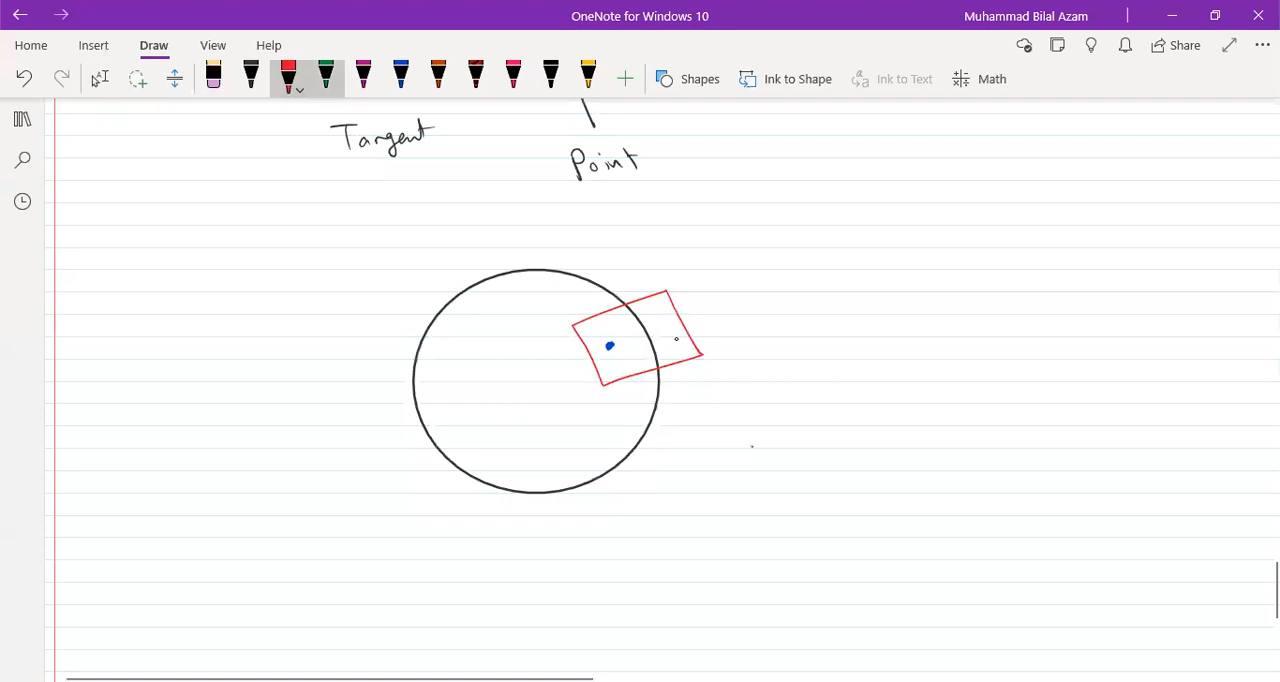 OneNote for Windows 10
Muhammad Bilal Azam
Home Insert Draw View Help
Share
Shapes Ink to Shape Ink to Text Math
Tangent
Point